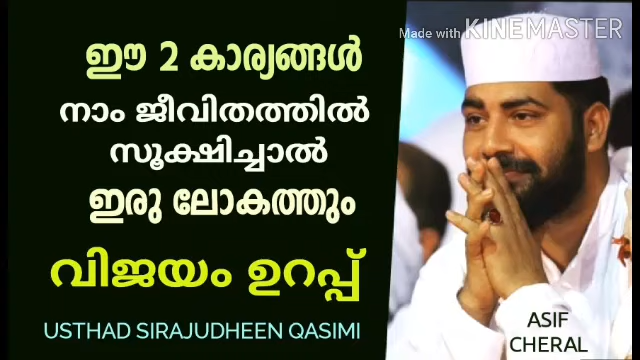 Made with KINEMASTER
ഈ 2 കാര്യങ്ങൾ
നാം ജീവിതത്തിൽ
സൂക്ഷിച്ചാൽ
ഇരു ലോകത്തും
വിജയം ഉറപ്പ്
USTHAD SIRAJUDHEEN QASIMI
ASIF
CHERAL